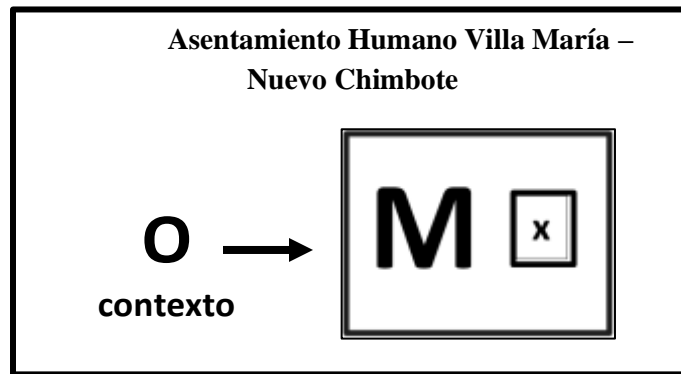 Asentamiento Humano Villa María –
Nuevo Chimbote
O
M x
contexto